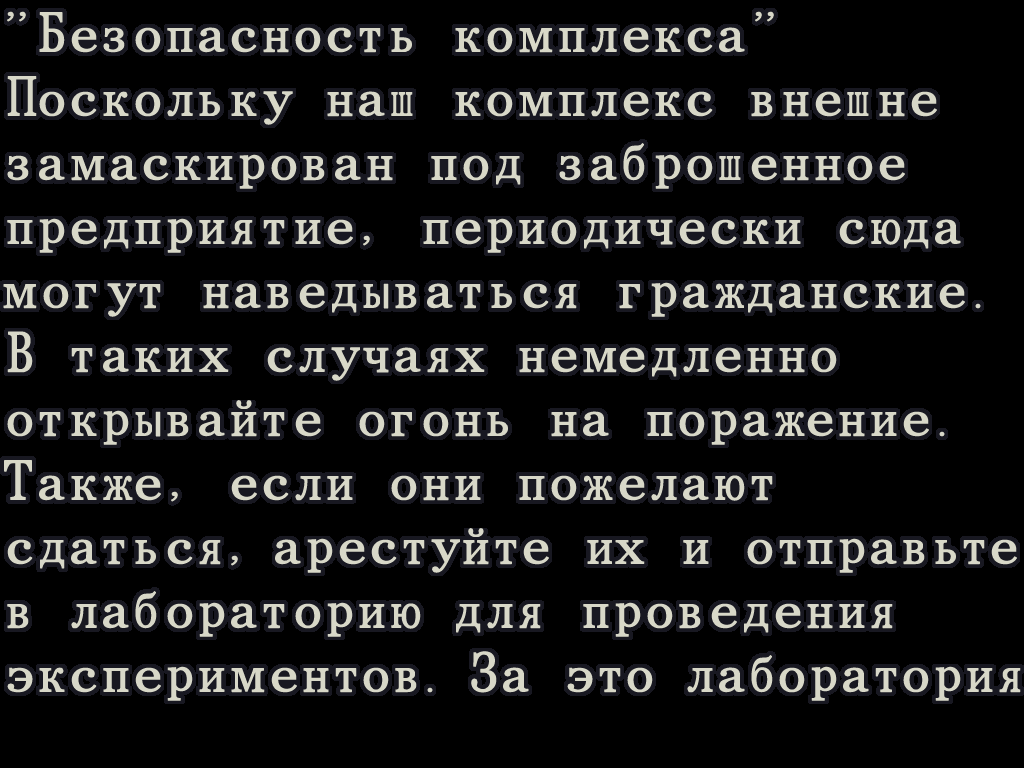 ”Безопасность комплекса”
Поскольку наш комплекс внешне
замаскирован под заброшенное
предприятие, периодически сюда
могут наведываться гражданские.
В таких случаях немедленно
открывайте огонь на поражение.
Также, если они пожелают
сдаться, арестуйте их и отправьте
в лабораторию для проведения
экспериментов. За это лаборатория